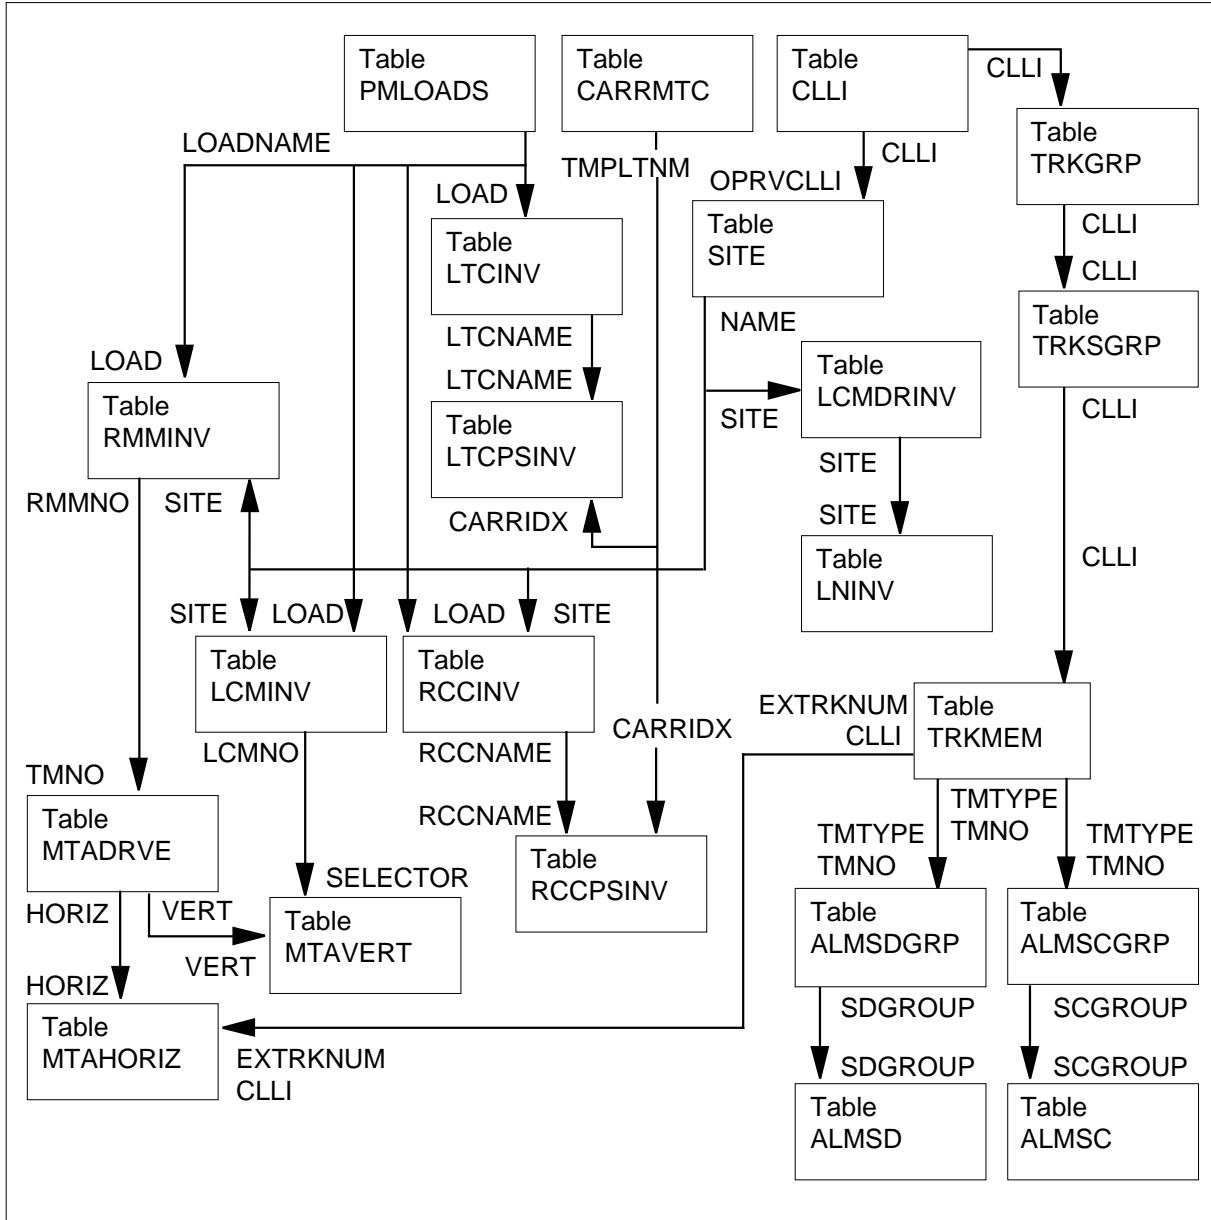 Table
PMLOADS
Table
CARRMTC
Table
CLLI
CLLI
LOADNAME
TMPLTNM
CLLI
Table
TRKGRP
LOAD
OPRVCLLI
Table
LTCINV
Table
SITE
CLLI
CLLI
LTCNAME
NAME
Table
TRKSGRP
LOAD
LTCNAME
Table
LCMDRINV
Table
RMMINV
Table
LTCPSINV
SITE
CLLI
RMMNO
SITE
CARRIDX
SITE
SITE
Table
LNINV
CLLI
SITE
LOAD
LOAD
SITE
Table
LCMINV
Table
RCCINV
EXTRKNUM
CLLI
Table
TRKMEM
LCMNO
RCCNAME
CARRIDX
TMNO
RCCNAME
TMTYPE
TMNO
Table
MTADRVE
TMTYPE
TMNO
TMTYPE
TMNO
Table
RCCPSINV
SELECTOR
HORIZ
VERT
VERT
Table
MTAVERT
Table
ALMSDGRP
Table
ALMSCGRP
HORIZ
Table
MTAHORIZ
EXTRKNUM
CLLI
SDGROUP
SCGROUP
SDGROUP
SCGROUP
Table
ALMSD
Table
ALMSC